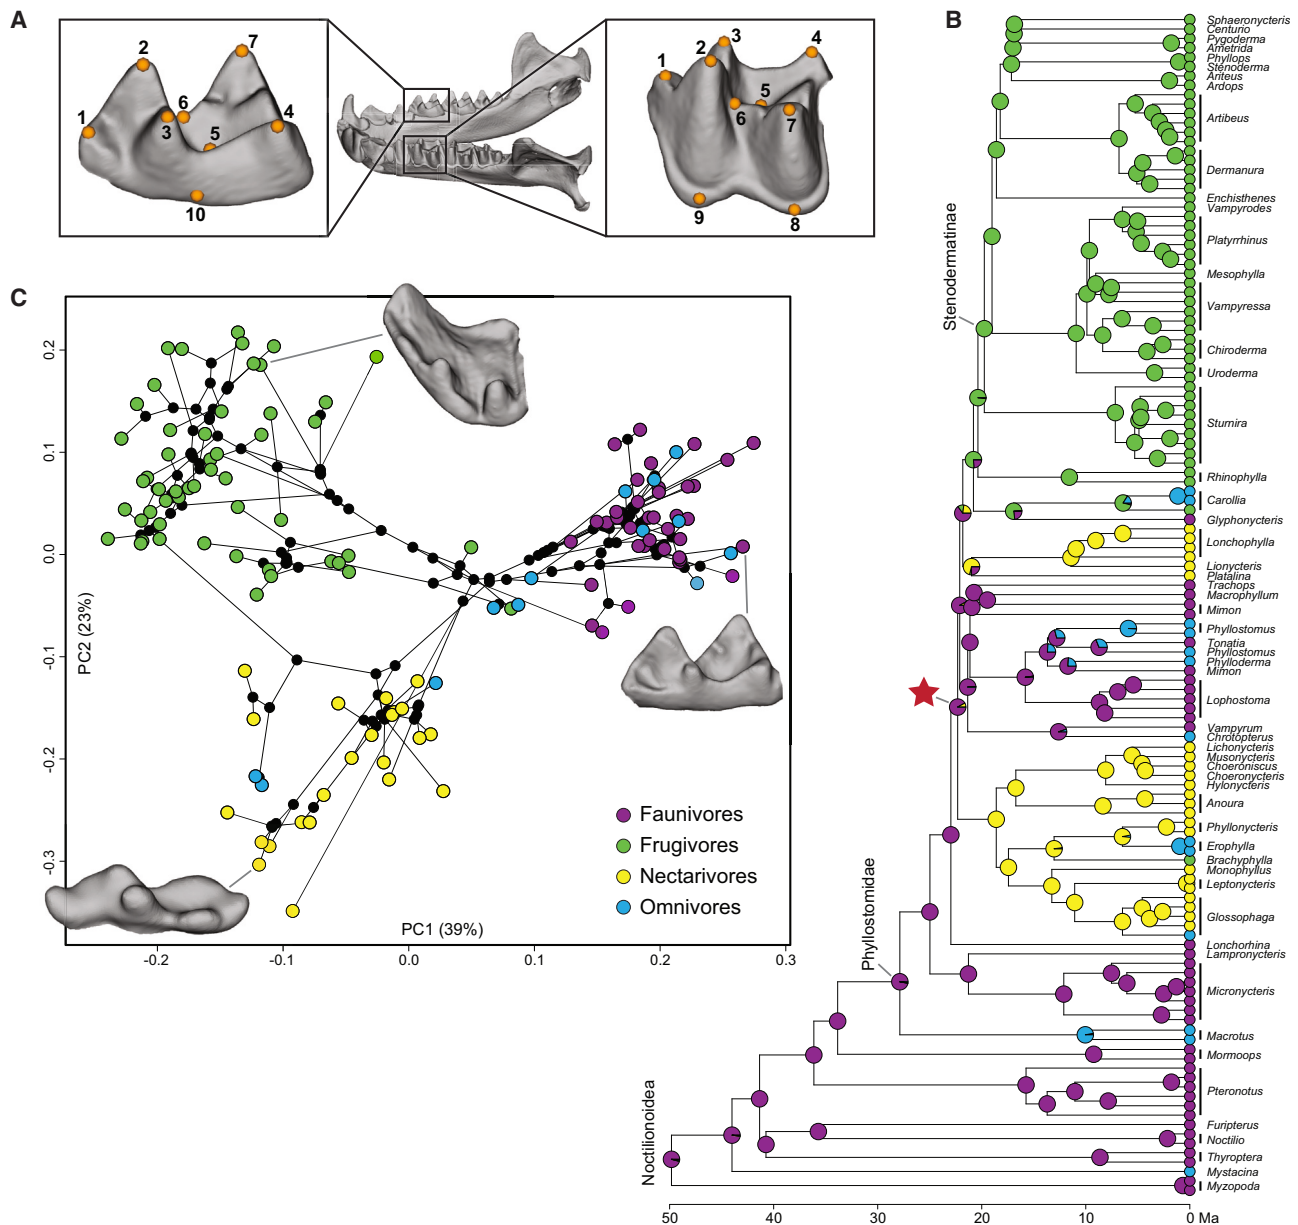 A
1
2
3
4
5
6
7
10
1
2
3
4
5
6
7
8
9
B
Stenodermatinae
Phyllostomidae
Noctilionoidea
Sphaeronycteris
Centurio
Pygoderma
Ametrida
Phyllops
Stenoderma
Ariteus
Ardops
Artibeus
Dermanura
Enchisthenes
Vampyrodes
Platyrrhinus
Mesophylla
Vampyressa
Chiroderma
Uroderma
Sturnira
Rhinophylla
Carollia
Glyphonycteris
Lonchophylla
Lionycteris
Platalina
Trachops
Macrophyllum
Mimon
Phyllostomus
Tonatia
Phyllostomus
Phylloderma
Mimon
Lophostoma
Vampyrum
Chrotopterus
Lichonycteris
Musonycteris
Choeroniscus
Choeronycteris
Hylonycteris
Anoura
Phyllonycteris
Erophylla
Brachyphylla
Monophyllus
Leptonycteris
Glossophaga
Lonchorhina
Lampronycteris
Micronycteris
Macrotus
Mormoops
Pteronotus
Furipterus
Noctilio
Thyroptera
Mystacina
Myzopoda
50 40 30 20 10 0 Ma
C
PC2 (23%)
0.2
0.1
0.0
-0.1
-0.2
-0.3
Faunivores
Frugivores
Nectarivores
Omnivores
PC1 (39%)
-0.2 -0.1 0.0 0.1 0.2 0.3